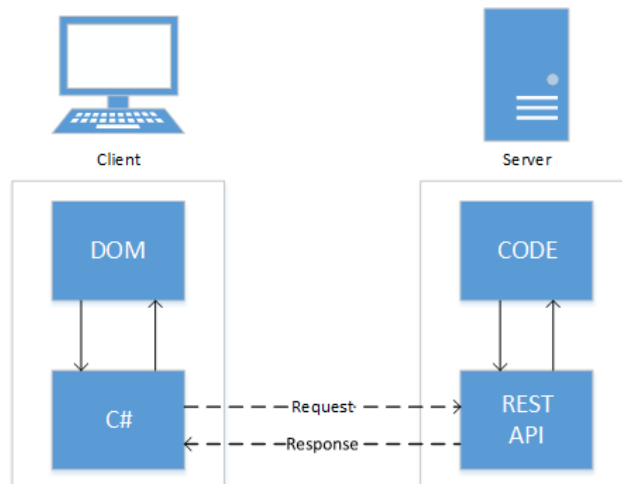 Client
Server
DOM
CODE
C#
REST
API
Request
Response